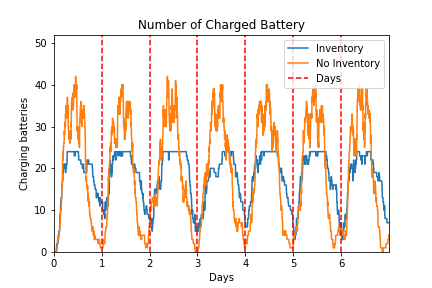 Number of Charged Battery
Inventory
No Inventory
Days
Charging batteries
50
40
30
20
10
0
0 1 2 3 4 5 6
Days